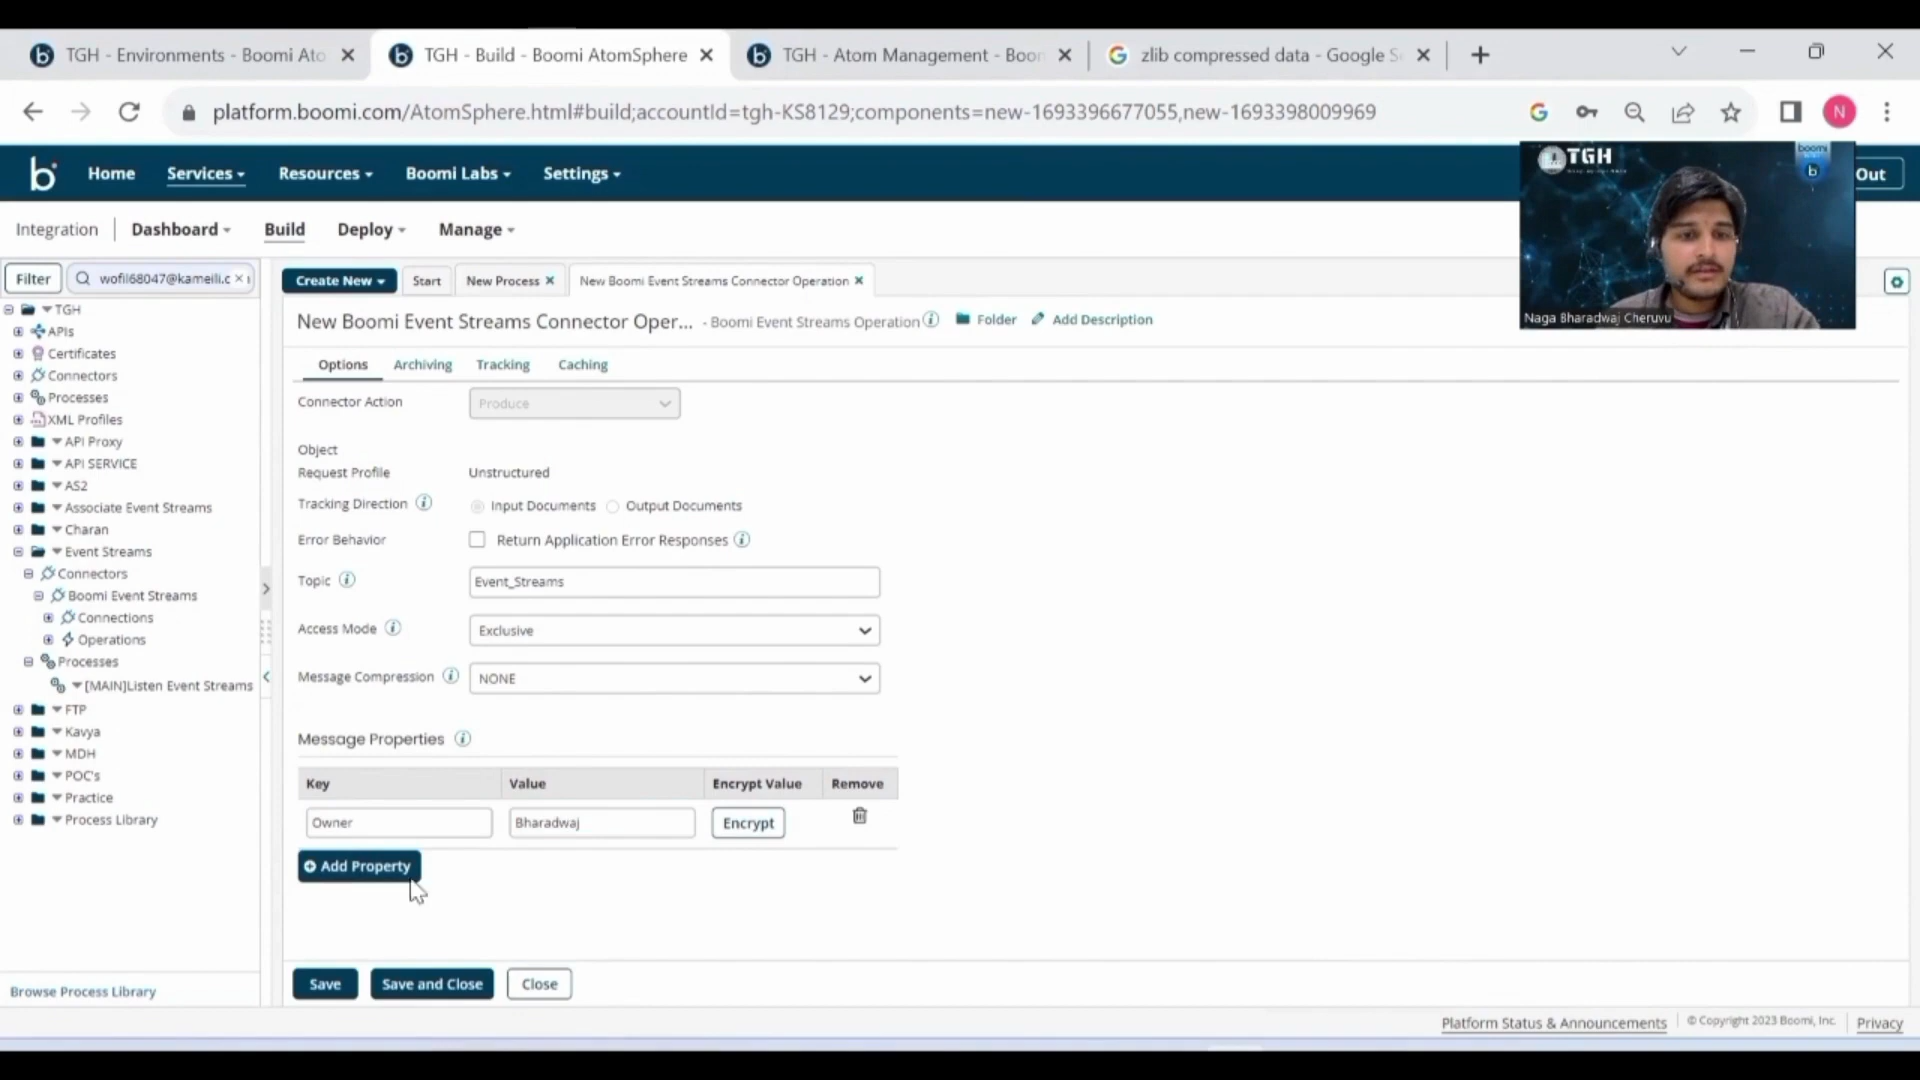 TGH - Environments - Boomi Ato
TGH - Build - Boomi AtomSphere
TGH - Atom Management - Boom
zlib compressed data - Google S
platform.boomi.com/AtomSphere.html#build;accountId=tgh-KS8129;components=new-1693396677055,new-1693398009969
N
Home
Services
Resources
Boomi Labs
Settings
Out
TGH
boomi
Naga Bharadwaj Cheruvu
Integration
Dashboard
Build
Deploy
Manage
Filter
wofil68047@kameili.c
Create New
Start
New Process
New Boomi Event Streams Connector Operation
TGH
APIs
Certificates
Connectors
Processes
XML Profiles
API Proxy
API SERVICE
AS2
Associate Event Streams
Charan
Event Streams
Connectors
Boomi Event Streams
Connections
Operations
Processes
[MAIN]Listen Event Streams
FTP
Kavya
MDH
POC's
Practice
Process Library
Browse Process Library
New Boomi Event Streams Connector Oper... - Boomi Event Streams Operation
Folder
Add Description
Options
Archiving
Tracking
Caching
Connector Action
Produce
Object
Request Profile
Unstructured
Tracking Direction
Input Documents
Output Documents
Error Behavior
Return Application Error Responses
Topic
Event_Streams
Access Mode
Exclusive
Message Compression
NONE
Message Properties
Key
Value
Encrypt Value
Remove
Owner
Bharadwaj
Encrypt
Add Property
Save
Save and Close
Close
Platform Status & Announcements
© Copyright 2023 Boomi, Inc.
Privacy